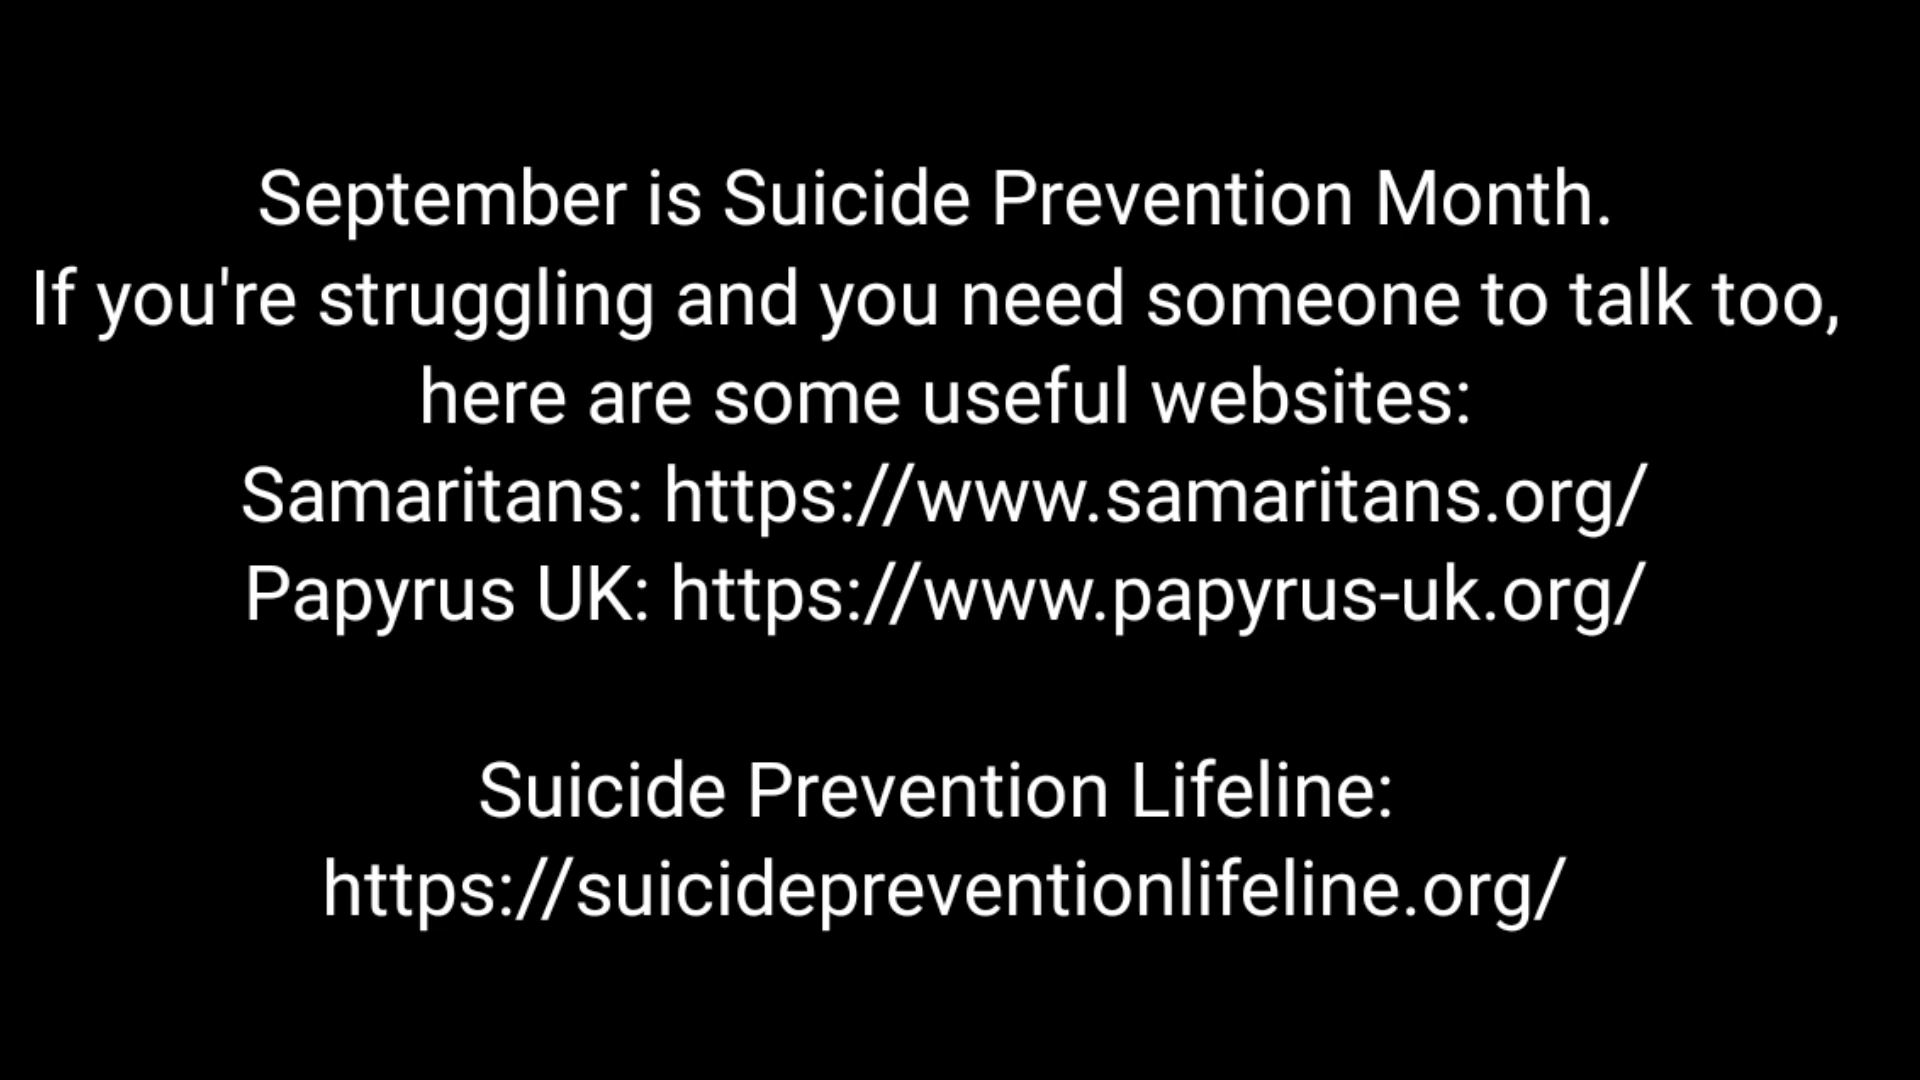 September is Suicide Prevention Month.
If you're struggling and you need someone to talk too,
here are some useful websites:
Samaritans: https://www.samaritans.org/
Papyrus UK: https://www.papyrus-uk.org/
Suicide Prevention Lifeline:
https://suicidepreventionlifeline.org/